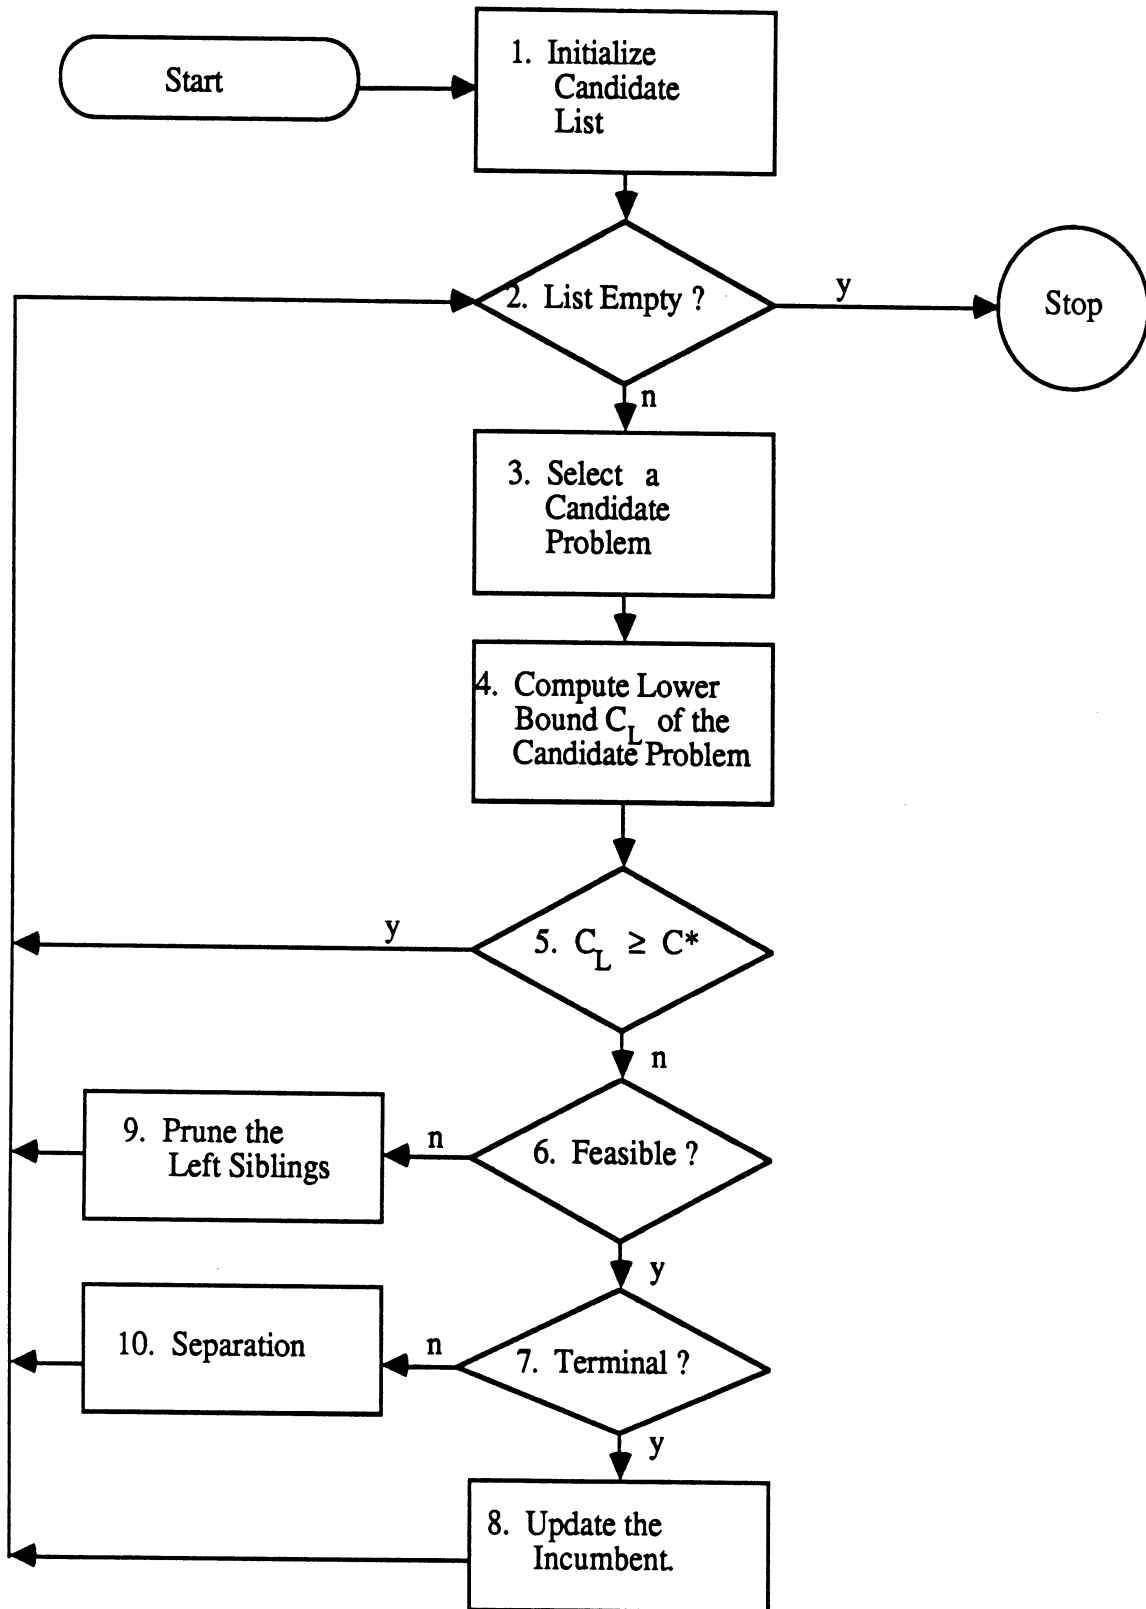 Start
1. Initialize
Candidate
List
2. List Empty ?
y
Stop
n
3. Select a
Candidate
Problem
4. Compute Lower
Bound C_L of the
Candidate Problem
y
5. C_L ≥ C*
n
9. Prune the
Left Siblings
n
6. Feasible ?
y
10. Separation
n
7. Terminal ?
y
8. Update the
Incumbent.